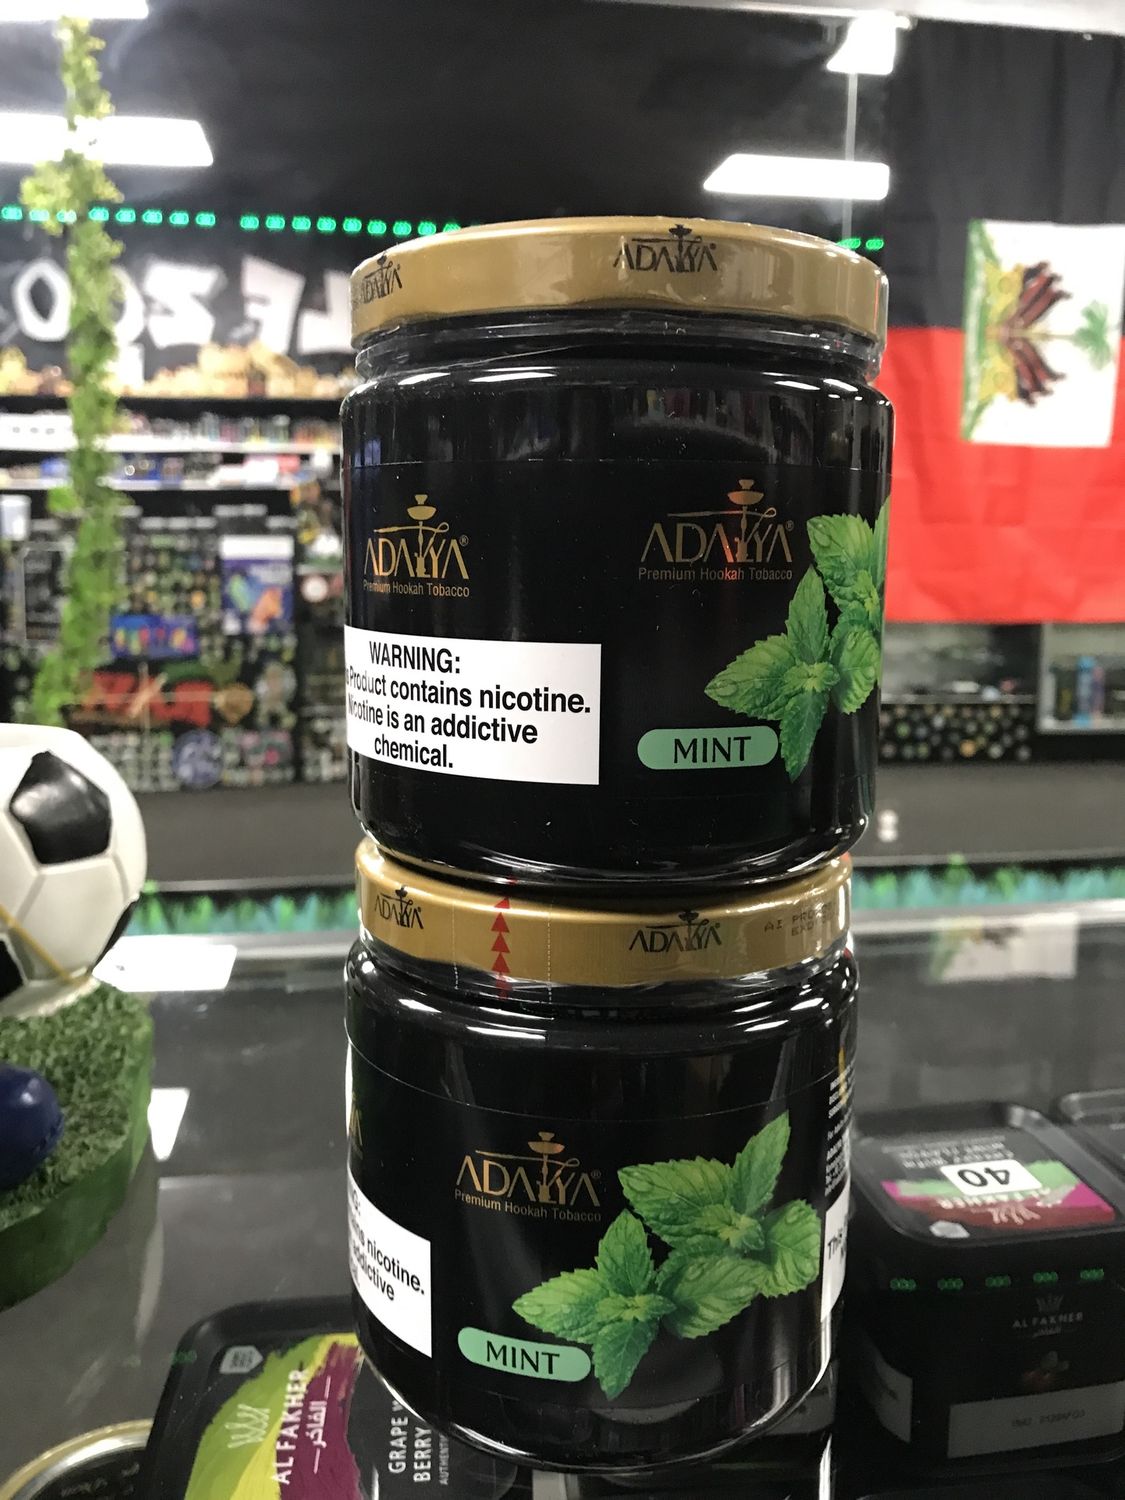 ADALYA
ADALYA
ADALYA®
Premium Hookah Tobacco
ADALYA®
Premium Hookah Tobacco
WARNING:
Product contains nicotine.
Nicotine is an addictive
chemical.
MINT
ADALYA
ADALYA
ADALYA®
Premium Hookah Tobacco
nicotine.
addictive
MINT
40
AL FAKHER
AL FAKHER
الفاخر
GRAPE
BERRY